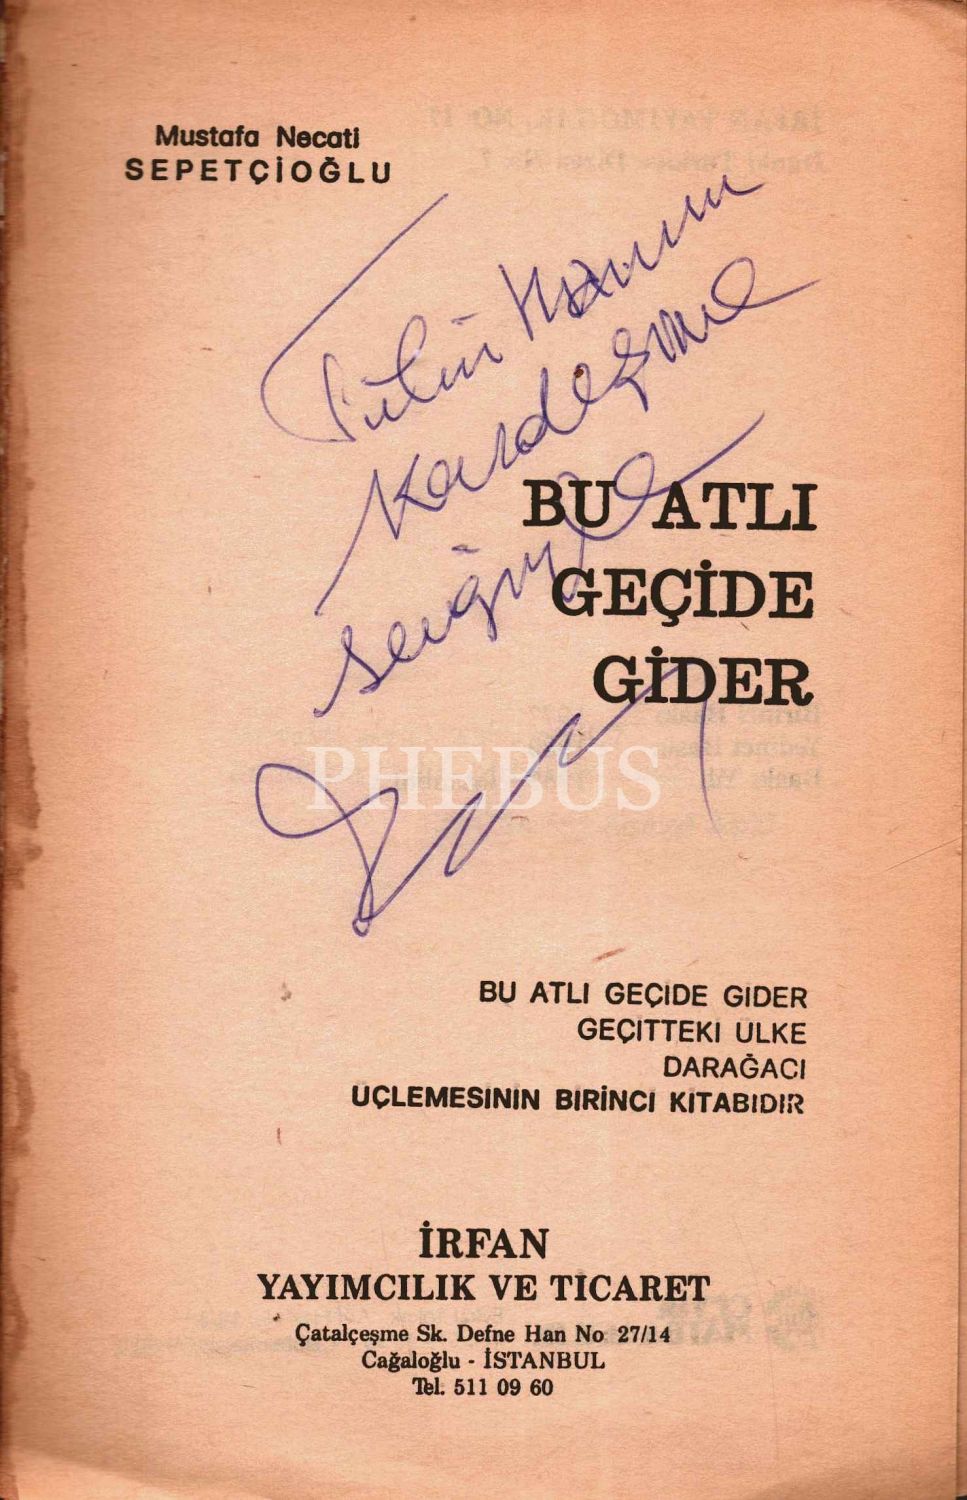 Mustafa Necati
SEPETÇİOĞLU
Tülin Hanım
Kardeşime
sevgiyle
BU ATLI
GEÇİDE
GİDER
PHEBUS
BU ATLI GEÇIDE GIDER
GEÇITTEKI ULKE
DARAĞACI
UÇLEMESININ BIRINCI KITABIDIR
İRFAN
YAYIMCILIK VE TICARET
Çatalçeşme Sk. Defne Han No 27/14
Cağaloğlu - İSTANBUL
Tel. 511 09 60